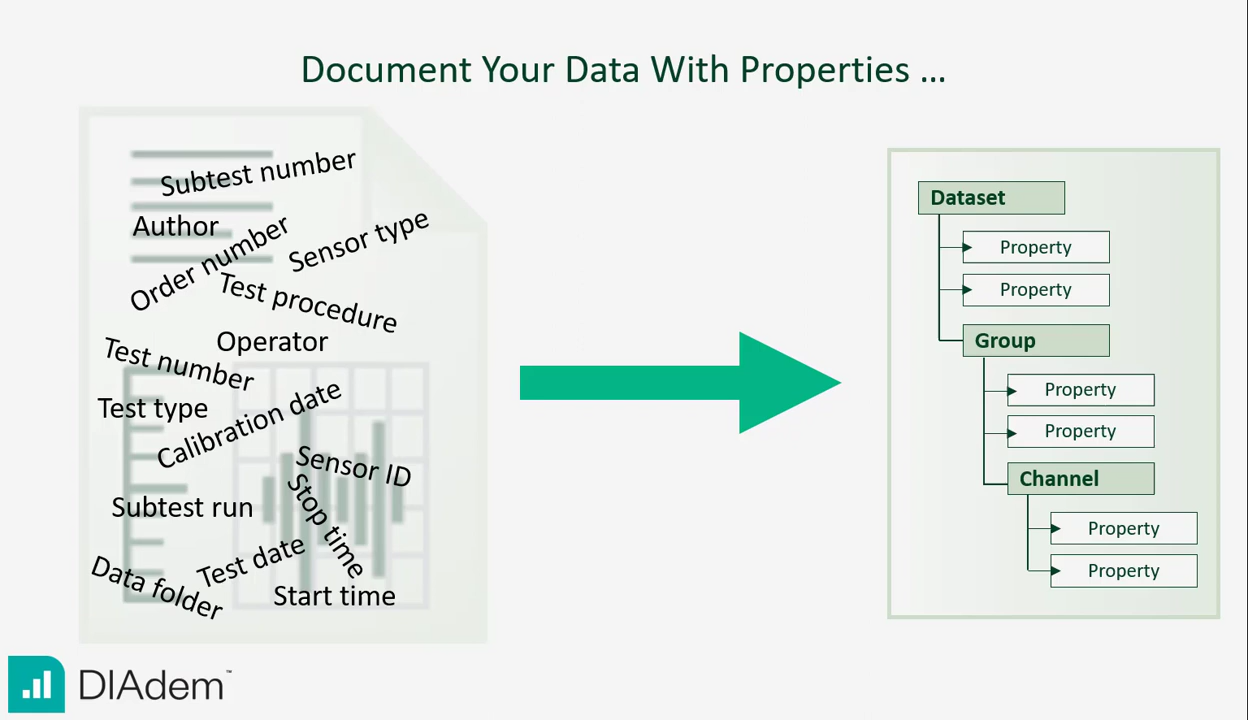 Document Your Data With Properties ...
Subtest number
Author
Order number
Sensor type
Test procedure
Operator
Test number
Test type
Calibration date
Sensor ID
Stop time
Subtest run
Test date
Data folder
Start time
Dataset
Property
Property
Group
Property
Property
Channel
Property
Property
DIAdem™